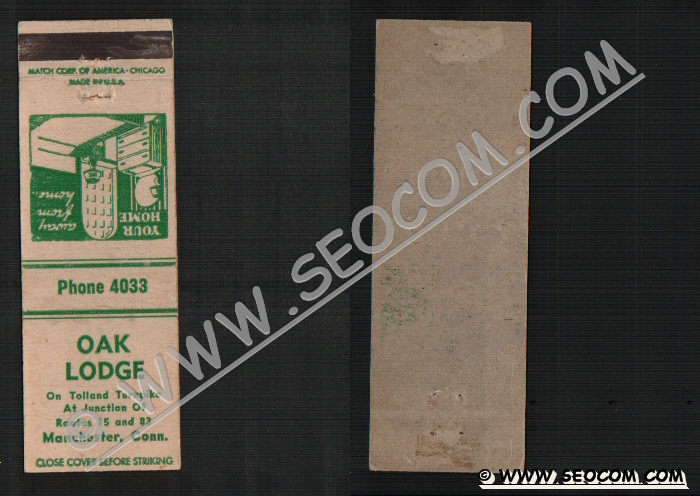 MATCH CORP. OF AMERICA - CHICAGO
MADE IN U.S.A.
YOUR
HOME
away
from
home..
Phone 4033
OAK
LODGE
On Tolland Turnpike
At Junction Of
Routes 15 and 83
Manchester, Conn.
CLOSE COVER BEFORE STRIKING
© WWW.SEOCOM.COM
© WWW.SEOCOM.COM